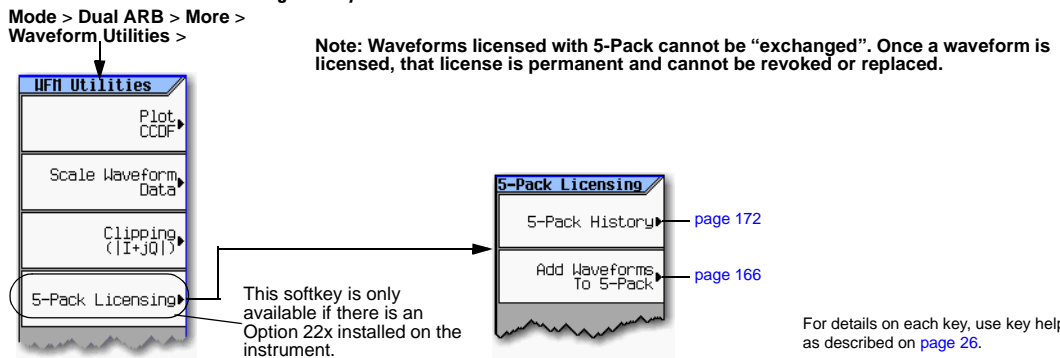 Mode > Dual ARB > More >
Waveform Utilities >
Note: Waveforms licensed with 5-Pack cannot be “exchanged”. Once a waveform is
licensed, that license is permanent and cannot be revoked or replaced.
WFM Utilities
Plot
CCDF
Scale Waveform
Data
Clipping
(|I+jQ|)
5-Pack Licensing
This softkey is only
available if there is an
Option 22x installed on the
instrument.
5-Pack Licensing
5-Pack History
page 172
Add Waveforms
To 5-Pack
page 166
For details on each key, use key help
as described on page 26.